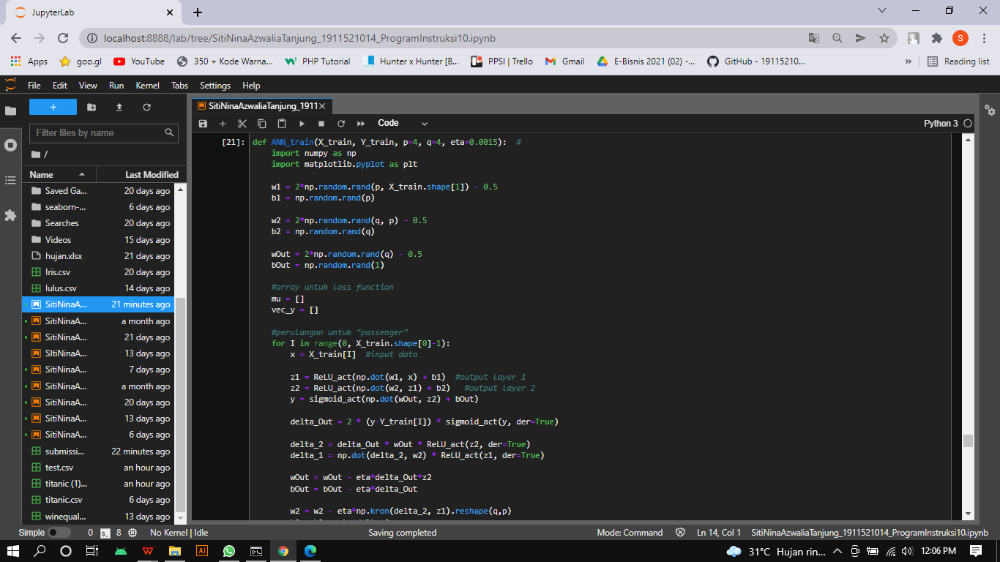 JupyterLab
localhost:8888/lab/tree/SitiNinaAzwaliaTanjung_1911521014_ProgramInstruksi10.ipynb
S
Apps goo.gl YouTube 350 + Kode Warna... PHP Tutorial Hunter x Hunter [B... PPSI | Trello Gmail E-Bisnis 2021 (02) -... GitHub - 19115210... » Reading list
File Edit View Run Kernel Tabs Settings Help
SitiNinaAzwaliaTanjung_1911
Code
Python 3
Filter files by name
/
Name Last Modified
Saved Ga... 20 days ago
seaborn-... 6 days ago
Searches 20 days ago
Videos 15 days ago
hujan.xlsx 21 days ago
Iris.csv 20 days ago
lulus.csv 14 days ago
SitiNinaA... 21 minutes ago
SitiNinaA... a month ago
SitiNinaA... 21 days ago
SItiNinaA... 13 days ago
SitiNinaA... 7 days ago
SitiNinaA... a month ago
SitiNinaA... 20 days ago
SitiNinaA... 13 days ago
SitiNinaA... 6 days ago
submissi... 22 minutes ago
test.csv an hour ago
titanic (1)... an hour ago
titanic.csv 6 days ago
winequal... 13 days ago
[21]: def ANN_train(X_train, Y_train, p=4, q=4, eta=0.0015): #
import numpy as np
import matplotlib.pyplot as plt
w1 = 2*np.random.rand(p, X_train.shape[1]) - 0.5
b1 = np.random.rand(p)
w2 = 2*np.random.rand(q, p) - 0.5
b2 = np.random.rand(q)
wOut = 2*np.random.rand(q) - 0.5
bOut = np.random.rand(1)
#array untuk loss function
mu = []
vec_y = []
#perulangan untuk "passenger"
for I in range(0, X_train.shape[0]-1):
x = X_train[I] #input data
z1 = ReLU_act(np.dot(w1, x) + b1) #output layer 1
z2 = ReLU_act(np.dot(w2, z1) + b2) #output layer 2
y = sigmoid_act(np.dot(wOut, z2) + bOut)
delta_Out = 2 * (y-Y_train[I]) * sigmoid_act(y, der=True)
delta_2 = delta_Out * wOut * ReLU_act(z2, der=True)
delta_1 = np.dot(delta_2, w2) * ReLU_act(z1, der=True)
wOut = wOut - eta*delta_Out*z2
bOut = bOut - eta*delta_Out
w2 = w2 - eta*np.kron(delta_2, z1).reshape(q,p)
Simple 0 8 No Kernel | Idle Saving completed Mode: Command Ln 14, Col 1 SitiNinaAzwaliaTanjung_1911521014_ProgramInstruksi10.ipynb
31°C Hujan rin... 12:06 PM